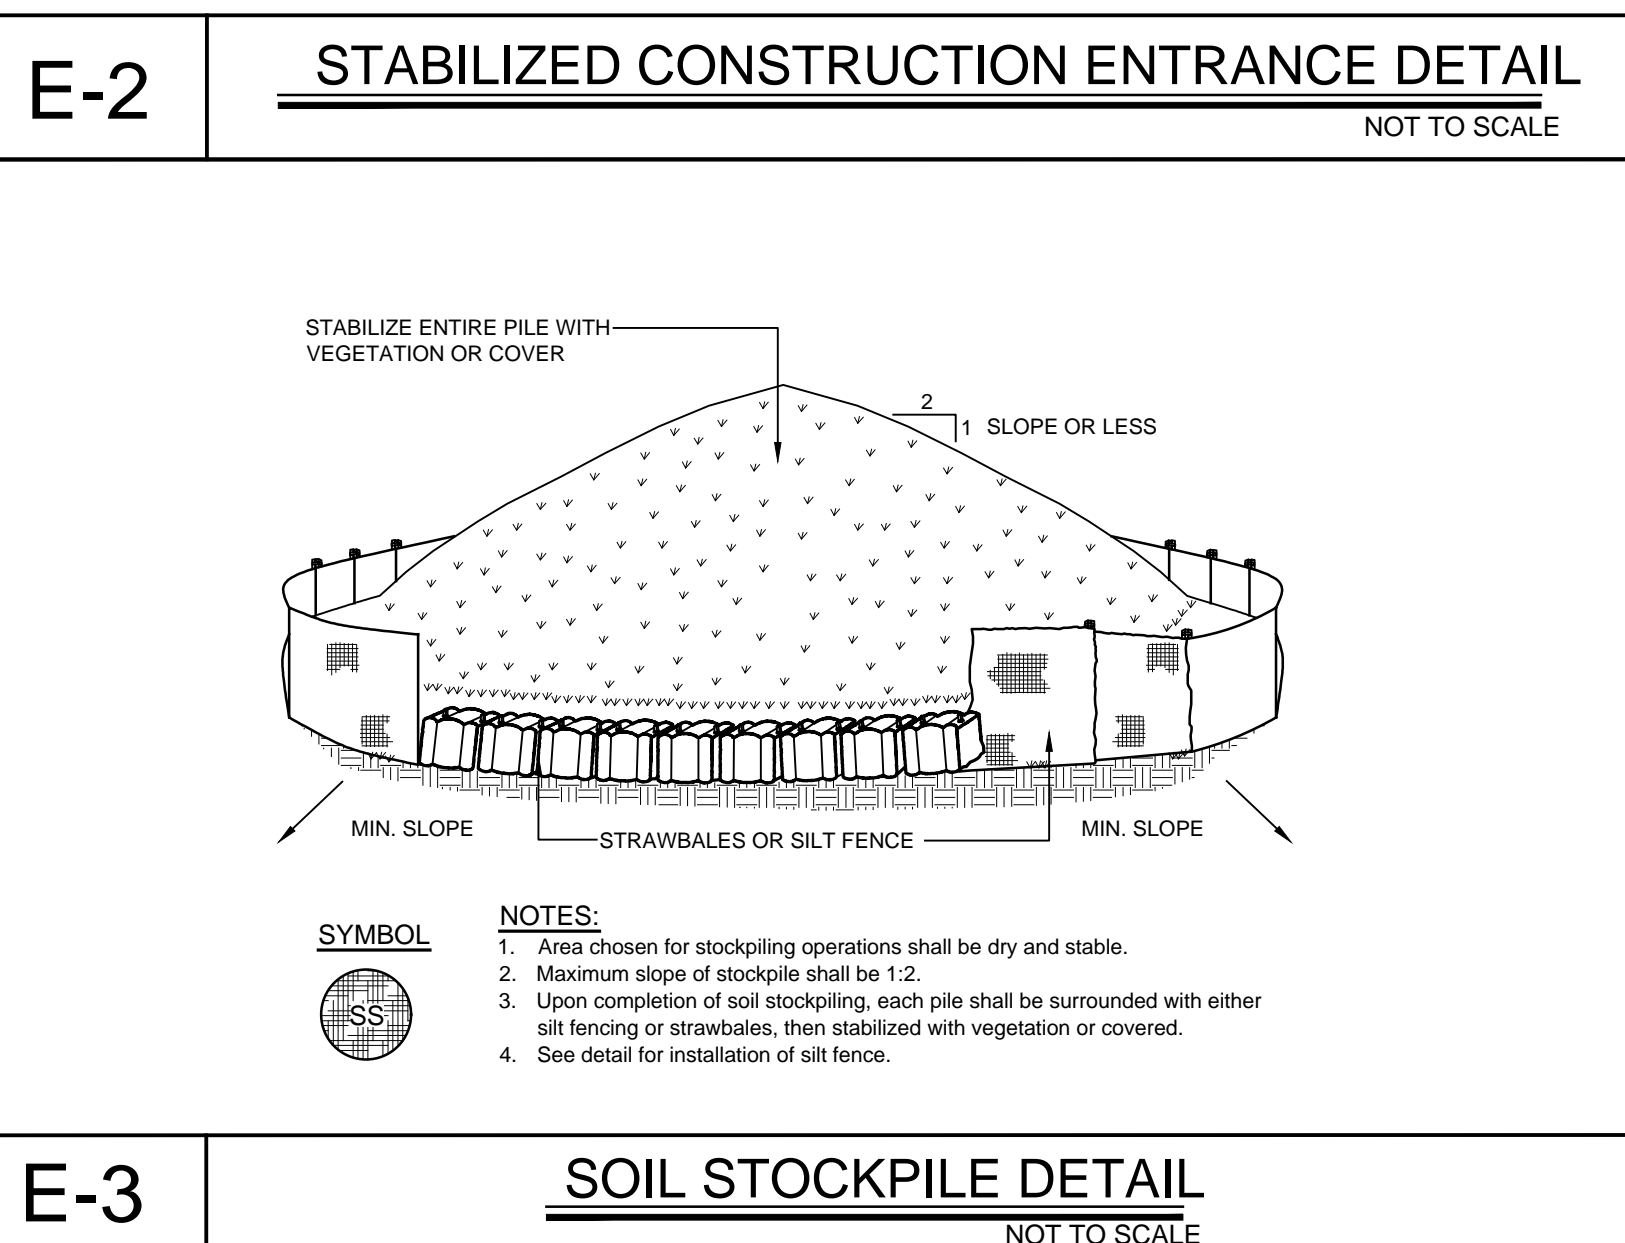 E-2
STABILIZED CONSTRUCTION ENTRANCE DETAIL
NOT TO SCALE
STABILIZE ENTIRE PILE WITH
VEGETATION OR COVER
2
1 SLOPE OR LESS
MIN. SLOPE
STRAWBALES OR SILT FENCE
MIN. SLOPE
SYMBOL
SS
NOTES:
1. Area chosen for stockpiling operations shall be dry and stable.
2. Maximum slope of stockpile shall be 1:2.
3. Upon completion of soil stockpiling, each pile shall be surrounded with either
silt fencing or strawbales, then stabilized with vegetation or covered.
4. See detail for installation of silt fence.
E-3
SOIL STOCKPILE DETAIL
NOT TO SCALE